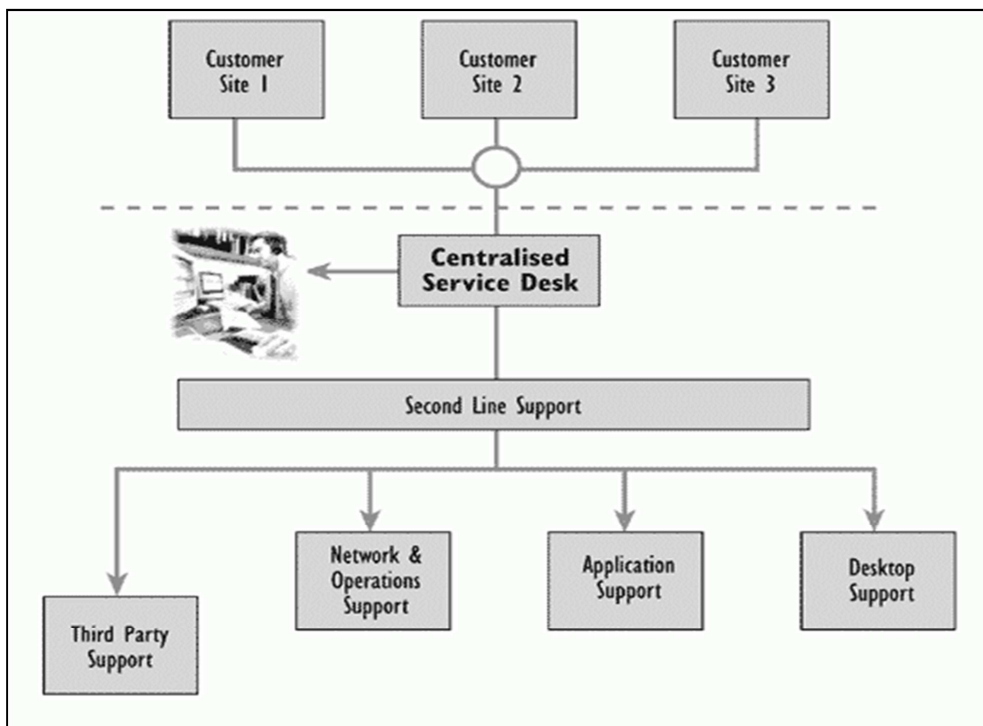 Customer
Site 1
Customer
Site 2
Customer
Site 3
Centralised
Service Desk
Second Line Support
Third Party
Support
Network &
Operations
Support
Application
Support
Desktop
Support